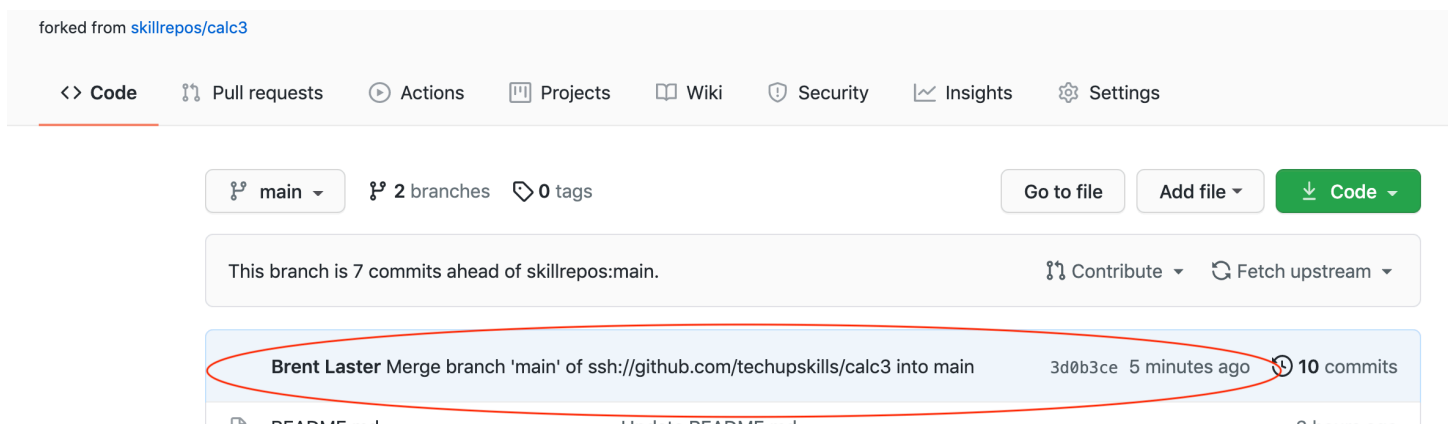 forked from skillrepos/calc3
Code Pull requests Actions Projects Wiki Security Insights Settings
main 2 branches 0 tags Go to file Add file Code
This branch is 7 commits ahead of skillrepos:main. Contribute Fetch upstream
Brent Laster Merge branch 'main' of ssh://github.com/techupskills/calc3 into main 3d0b3ce 5 minutes ago 10 commits